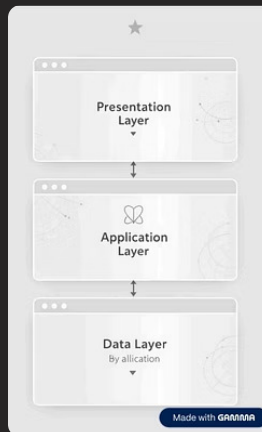 Presentation
Layer
Application
Layer
Data Layer
By allication
Made with GAMMA